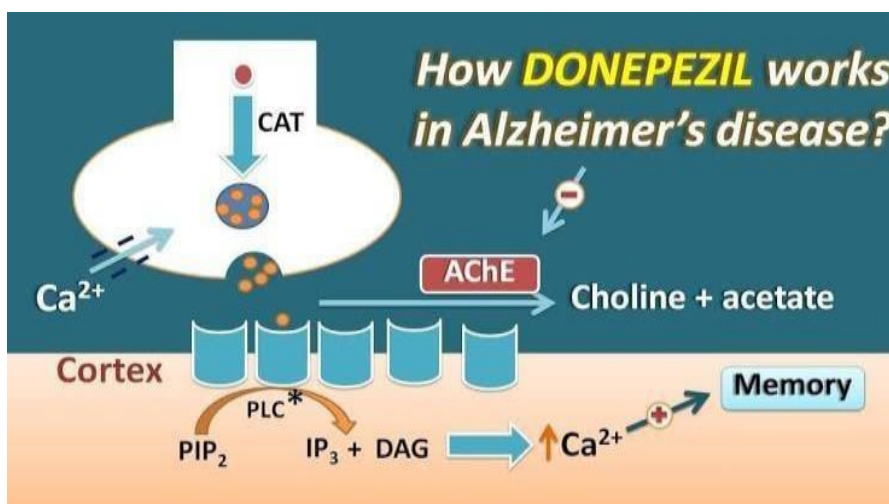 How DONEPEZIL works
in Alzheimer's disease?
CAT
Ca²⁺
AChE
Choline + acetate
Cortex
PLC*
PIP₂
IP₃ + DAG
↑Ca²⁺
Memory